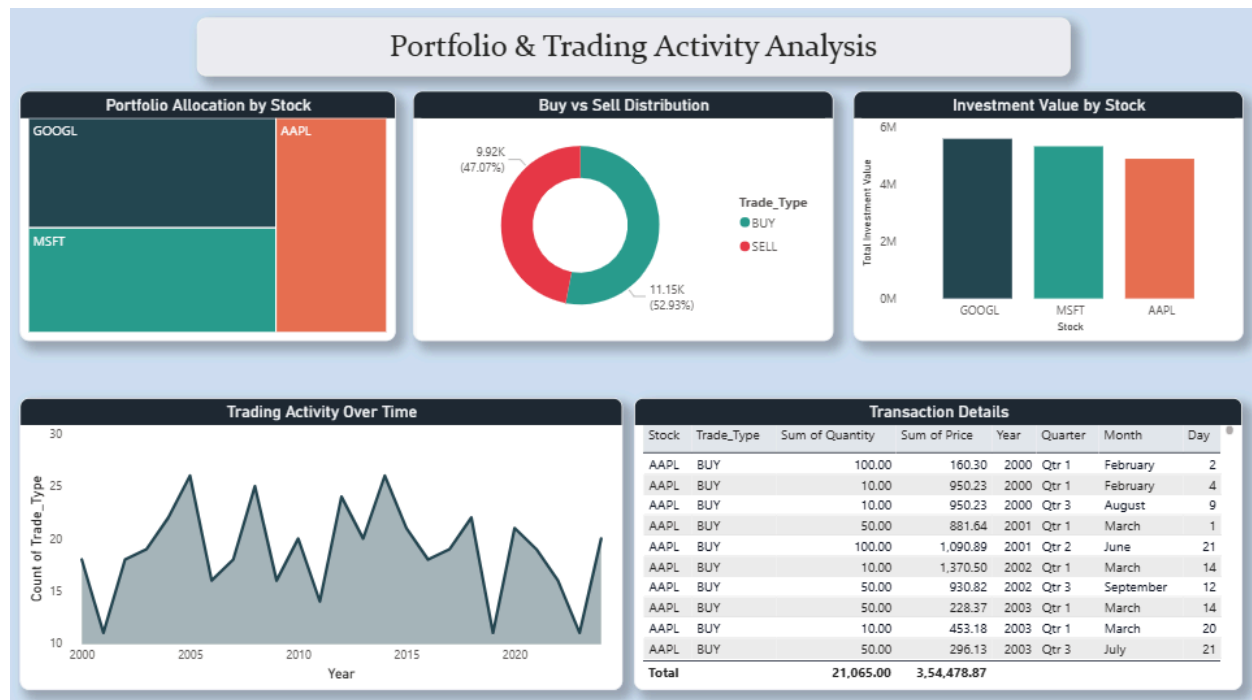 Portfolio & Trading Activity Analysis
Portfolio Allocation by Stock
GOOGL
AAPL
MSFT
Buy vs Sell Distribution
9.92K
(47.07%)
11.15K
(52.93%)
Trade_Type
BUY
SELL
Investment Value by Stock
Total Investment Value
6M
4M
2M
0M
GOOGL MSFT AAPL
Stock
Trading Activity Over Time
Count of Trade_Type
30
25
20
15
10
2000 2005 2010 2015 2020
Year
Transaction Details
Stock Trade_Type Sum of Quantity Sum of Price Year Quarter Month Day
AAPL BUY 100.00 160.30 2000 Qtr 1 February 2
AAPL BUY 10.00 950.23 2000 Qtr 1 February 4
AAPL BUY 10.00 950.23 2000 Qtr 3 August 9
AAPL BUY 50.00 881.64 2001 Qtr 1 March 1
AAPL BUY 100.00 1,090.89 2001 Qtr 2 June 21
AAPL BUY 10.00 1,370.50 2002 Qtr 1 March 14
AAPL BUY 50.00 930.82 2002 Qtr 3 September 12
AAPL BUY 50.00 228.37 2003 Qtr 1 March 14
AAPL BUY 10.00 453.18 2003 Qtr 1 March 20
AAPL BUY 50.00 296.13 2003 Qtr 3 July 21
Total 21,065.00 3,54,478.87